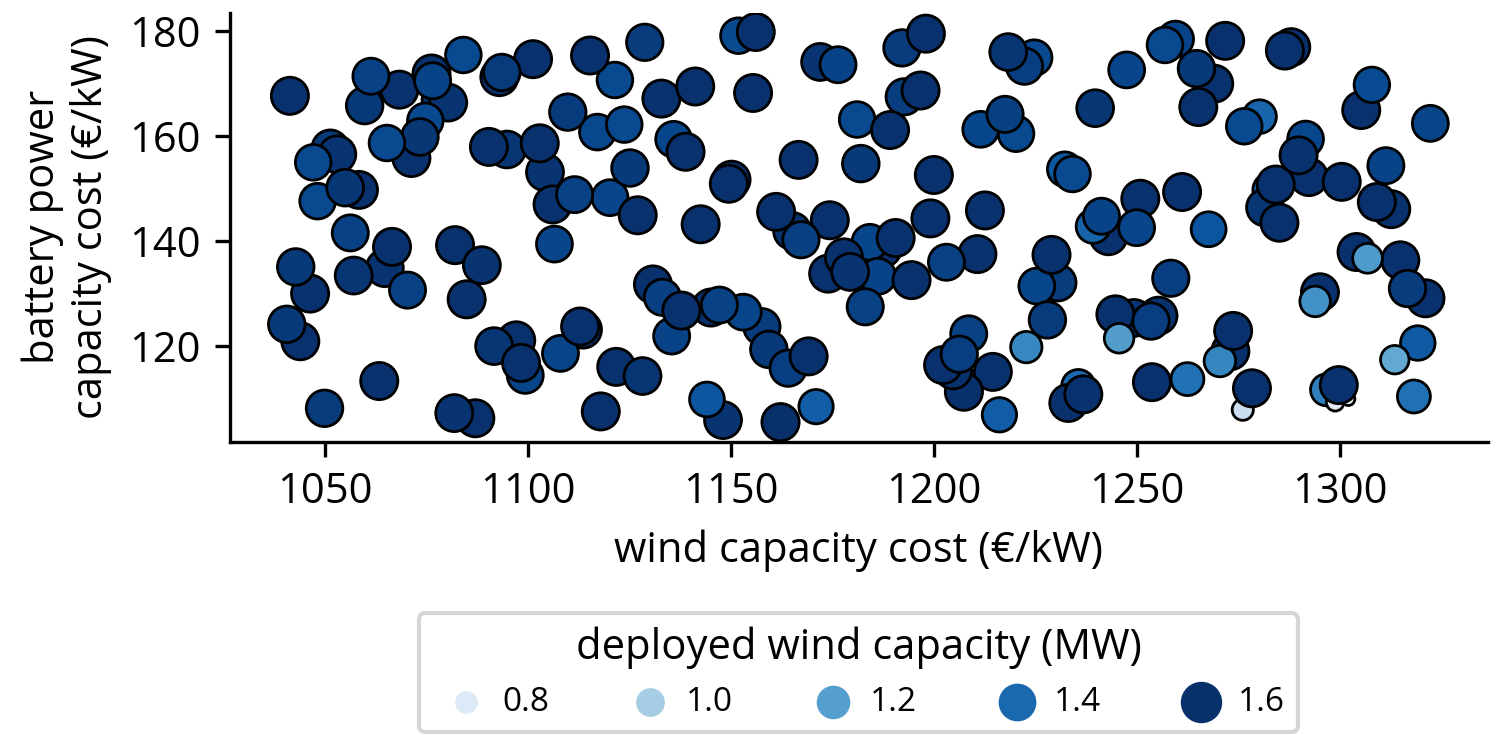 battery power
capacity cost (€/kW)
180
160
140
120
1050 1100 1150 1200 1250 1300
wind capacity cost (€/kW)
deployed wind capacity (MW)
0.8 1.0 1.2 1.4 1.6